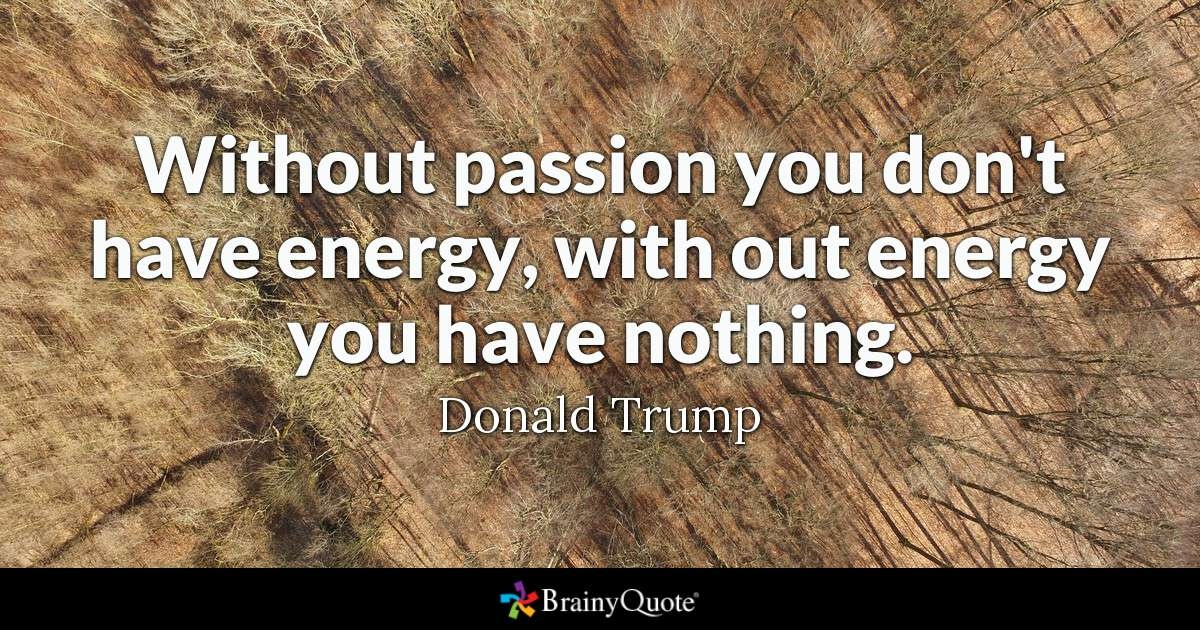 Without passion you don't
have energy, with out energy
you have nothing.
Donald Trump
BrainyQuote®